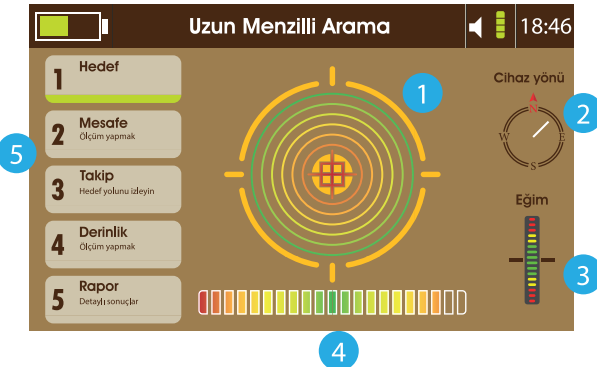 Uzun Menzilli Arama
18:46
1 Hedef
2 Mesafe
Ölçüm yapmak
3 Takip
Hedef yolunu izleyin
4 Derinlik
Ölçüm yapmak
5 Rapor
Detaylı sonuçlar
1
Cihaz yönü
2
N
W
E
S
Eğim
3
4
5